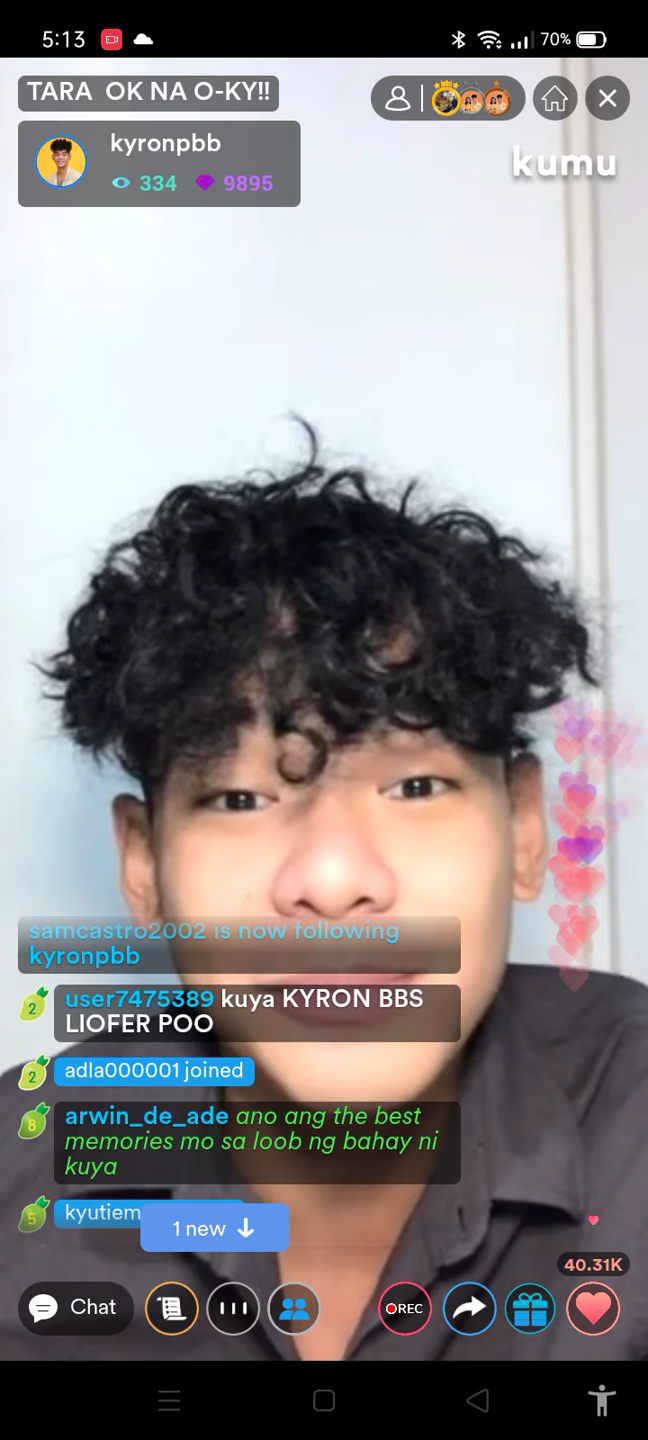 5:13
70%
TARA OK NA O-KY!!
kyronpbb
334 9895
kumu
samcastro2002 is now following
kyronpbb
2
user7475389 kuya KYRON BBS
LIOFER POO
2
adla000001 joined
8
arwin_de_ade ano ang the best
memories mo sa loob ng bahay ni
kuya
5
kyutiem
1 new
40.31K
Chat
REC